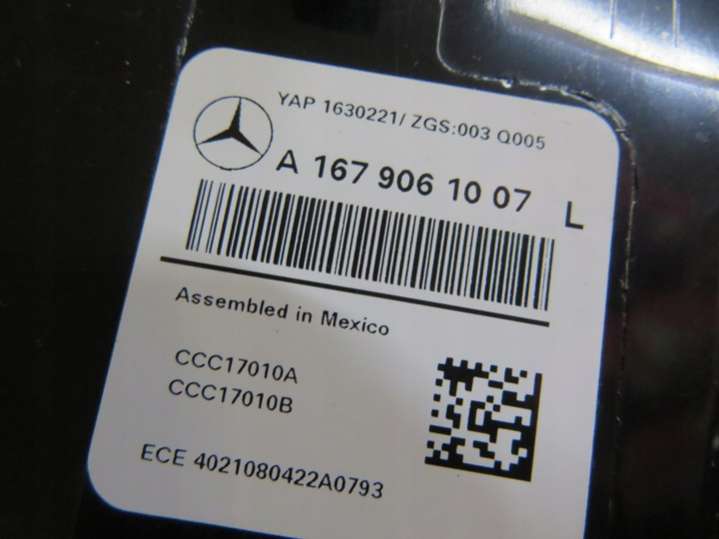 YAP 1630221/ ZGS:003 Q005
A 167 906 10 07 L
Assembled in Mexico
CCC17010A
CCC17010B
ECE 4021080422A0793